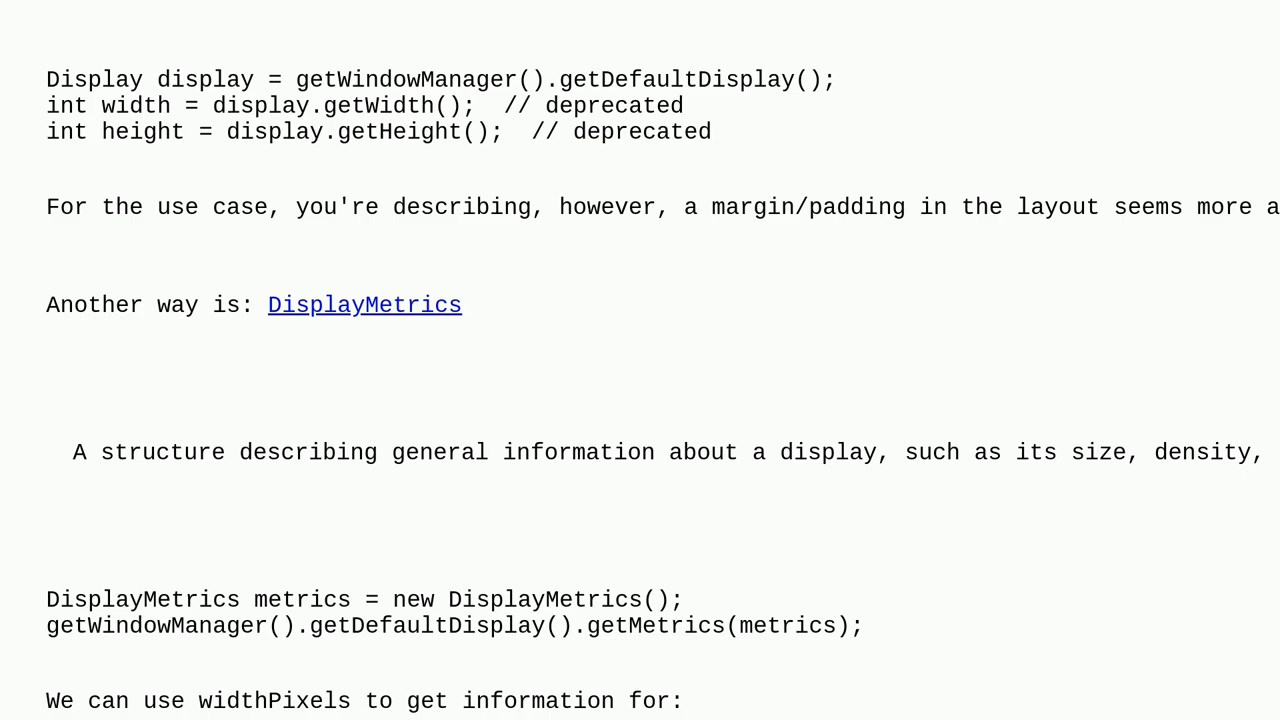 Display display = getWindowManager().getDefaultDisplay();
int width = display.getWidth();  // deprecated
int height = display.getHeight();  // deprecated
For the use case, you're describing, however, a margin/padding in the layout seems more a
Another way is: DisplayMetrics
A structure describing general information about a display, such as its size, density,
DisplayMetrics metrics = new DisplayMetrics();
getWindowManager().getDefaultDisplay().getMetrics(metrics);
We can use widthPixels to get information for: